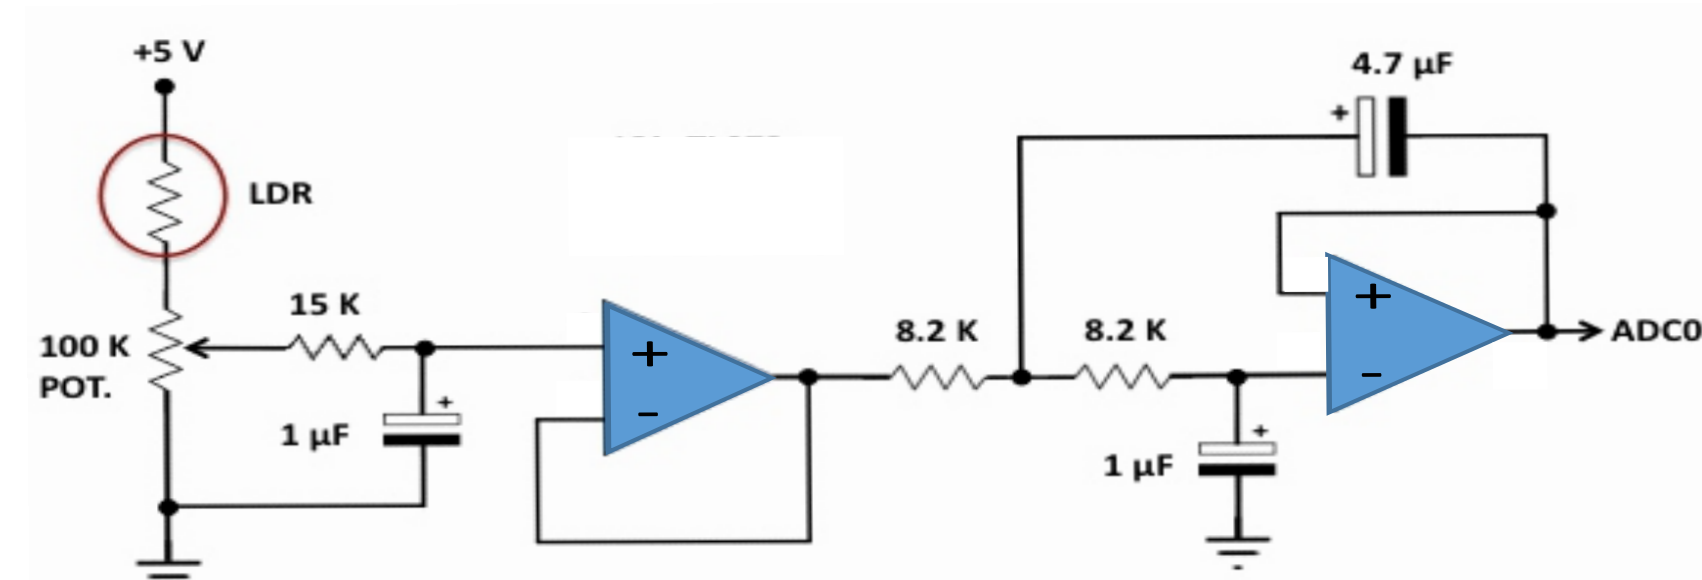 +5 V
4.7 µF
+
LDR
15 K
100 K
POT.
+
1 µF
+
−
8.2 K
8.2 K
+
1 µF
+
−
ADC0